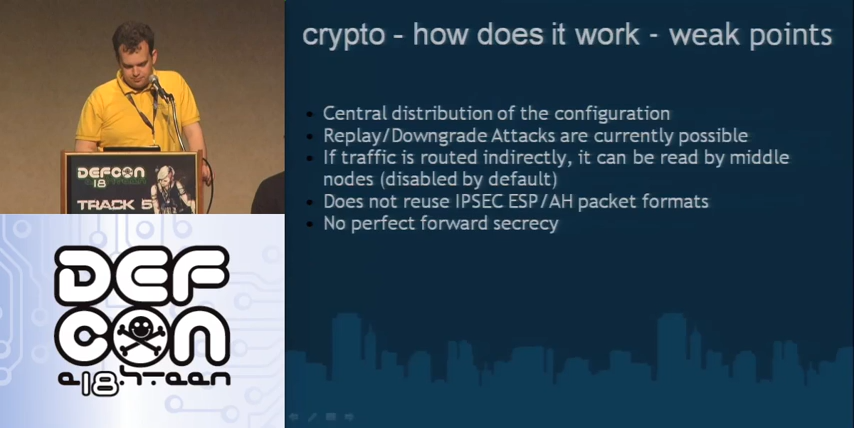 crypto - how does it work - weak points
Central distribution of the configuration
Replay/Downgrade Attacks are currently possible
If traffic is routed indirectly, it can be read by middle
nodes (disabled by default)
Does not reuse IPSEC ESP/AH packet formats
No perfect forward secrecy
DEFCON
18
TRACK 5
DEF
CON
e18hteen